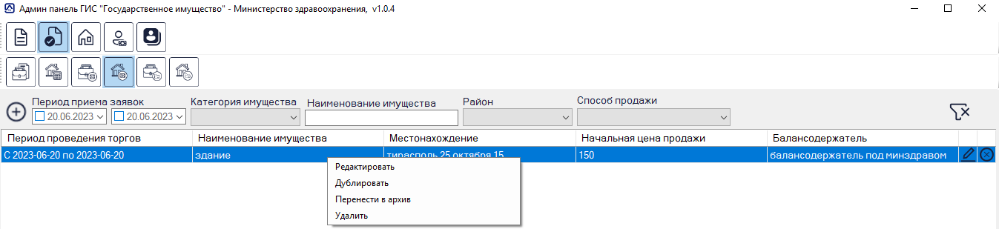 Админ панель ГИС "Государственное имущество" - Министерство здравоохранения, v1.0.4
Период приема заявок Категория имущества Наименование имущества Район Способ продажи
20.06.2023 20.06.2023
Период проведения торгов Наименование имущества Местонахождение Начальная цена продажи Балансодержатель
С 2023-06-20 по 2023-06-20 здание тирасполь 25 октября 15 150 балансодержатель под минздравом
Редактировать
Дублировать
Перенести в архив
Удалить